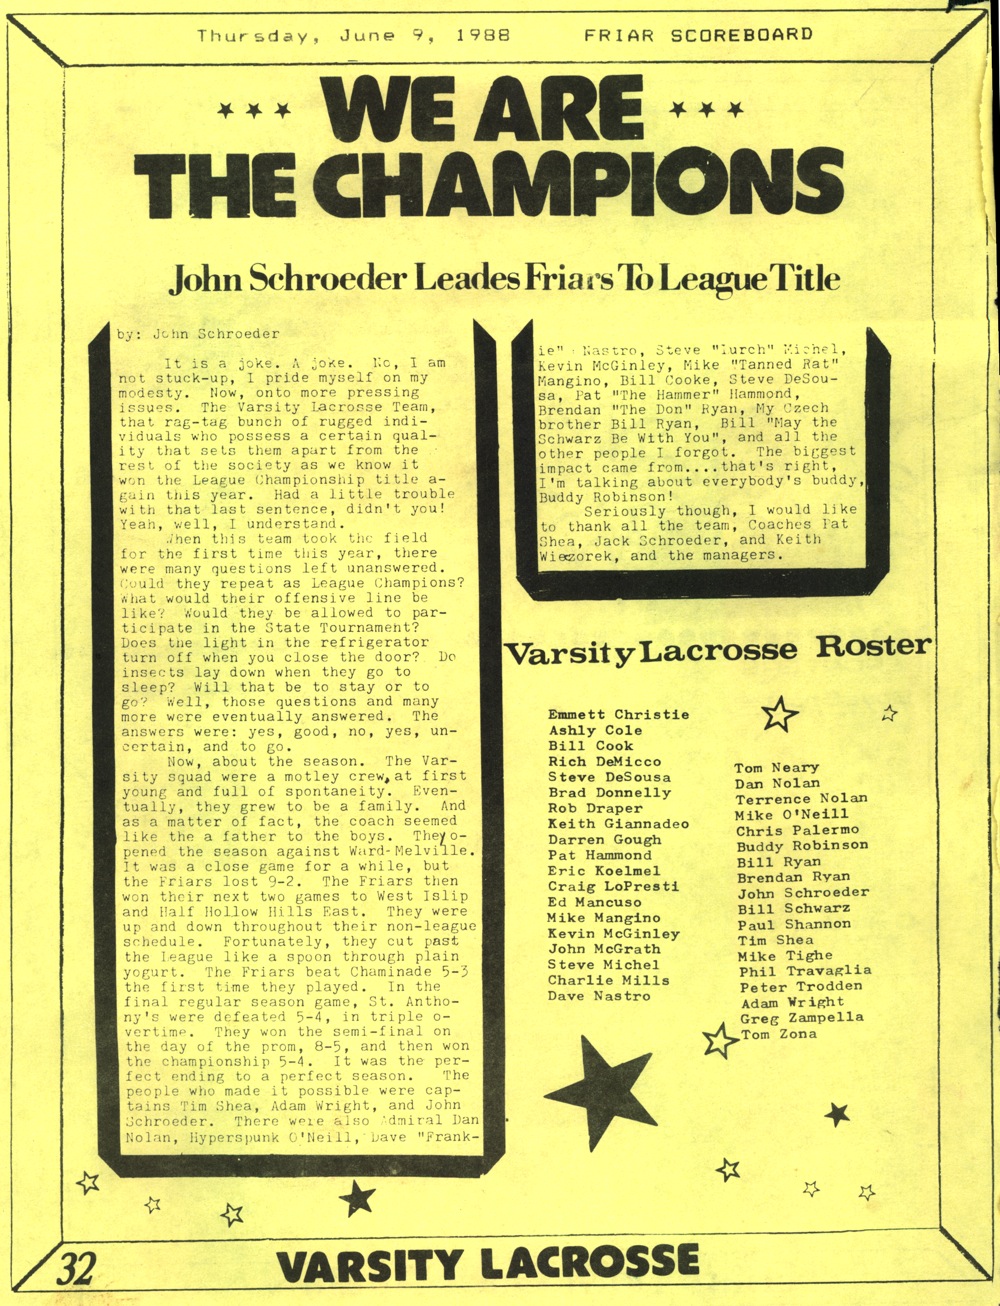 Thursday, June 9, 1988 FRIAR SCOREBOARD
WE ARE
THE CHAMPIONS
John Schroeder Leades Friars To League Title
by: John Schroeder
It is a joke. A joke. No, I am
not stuck-up, I pride myself on my
modesty. Now, onto more pressing
issues. The Varsity Lacrosse Team,
that rag-tag bunch of rugged indi-
viduals who possess a certain qual-
ity that sets them apart from the
rest of the society as we know it
won the League Championship title a-
gain this year. Had a little trouble
with that last sentence, didn't you!
Yeah, well, I understand.
When this team took the field
for the first time this year, there
were many questions left unanswered.
Could they repeat as League Champions?
What would their offensive line be
like? Would they be allowed to par-
ticipate in the State Tournament?
Does the light in the refrigerator
turn off when you close the door? Do
insects lay down when they go to
sleep? Will that be to stay or to
go? Well, those questions and many
more were eventually answered. The
answers were: yes, good, no, yes, un-
certain, and to go.
Now, about the season. The Var-
sity squad were a motley crew, at first
young and full of spontaneity. Even-
tually, they grew to be a family. And
as a matter of fact, the coach seemed
like the a father to the boys. They o-
pened the season against Ward-Melville.
It was a close game for a while, but
the Friars lost 9-2. The Friars then
won their next two games to West Islip
and Half Hollow Hills East. They were
up and down throughout their non-league
schedule. Fortunately, they cut past
the League like a spoon through plain
yogurt. The Friars beat Chaminade 5-3
the first time they played. In the
final regular season game, St. Antho-
ny's were defeated 5-4, in triple o-
vertime. They won the semi-final on
the day of the prom, 8-5, and then won
the championship 5-4. It was the per-
fect ending to a perfect season. The
people who made it possible were cap-
tains Tim Shea, Adam Wright, and John
Schroeder. There were also Admiral Dan
Nolan, Hyperspunk O'Neill, Dave "Frank-
ie" Nastro, Steve "lurch" Michel,
Kevin McGinley, Mike "Tanned Rat"
Mangino, Bill Cooke, Steve DeSou-
sa, Pat "The Hammer" Hammond,
Brendan "The Don" Ryan, My Czech
brother Bill Ryan, Bill "May the
Schwarz Be With You", and all the
other people I forgot. The biggest
impact came from....that's right,
I'm talking about everybody's buddy,
Buddy Robinson!
Seriously though, I would like
to thank all the team, Coaches Pat
Shea, Jack Schroeder, and Keith
Wieczorek, and the managers.
Varsity Lacrosse Roster
Emmett Christie
Ashly Cole
Bill Cook
Rich DeMicco
Steve DeSousa
Brad Donnelly
Rob Draper
Keith Giannadeo
Darren Gough
Pat Hammond
Eric Koelmel
Craig LoPresti
Ed Mancuso
Mike Mangino
Kevin McGinley
John McGrath
Steve Michel
Charlie Mills
Dave Nastro
Tom Neary
Dan Nolan
Terrence Nolan
Mike O'Neill
Chris Palermo
Buddy Robinson
Bill Ryan
Brendan Ryan
John Schroeder
Bill Schwarz
Paul Shannon
Tim Shea
Mike Tighe
Phil Travaglia
Peter Trodden
Adam Wright
Greg Zampella
Tom Zona
32 VARSITY LACROSSE